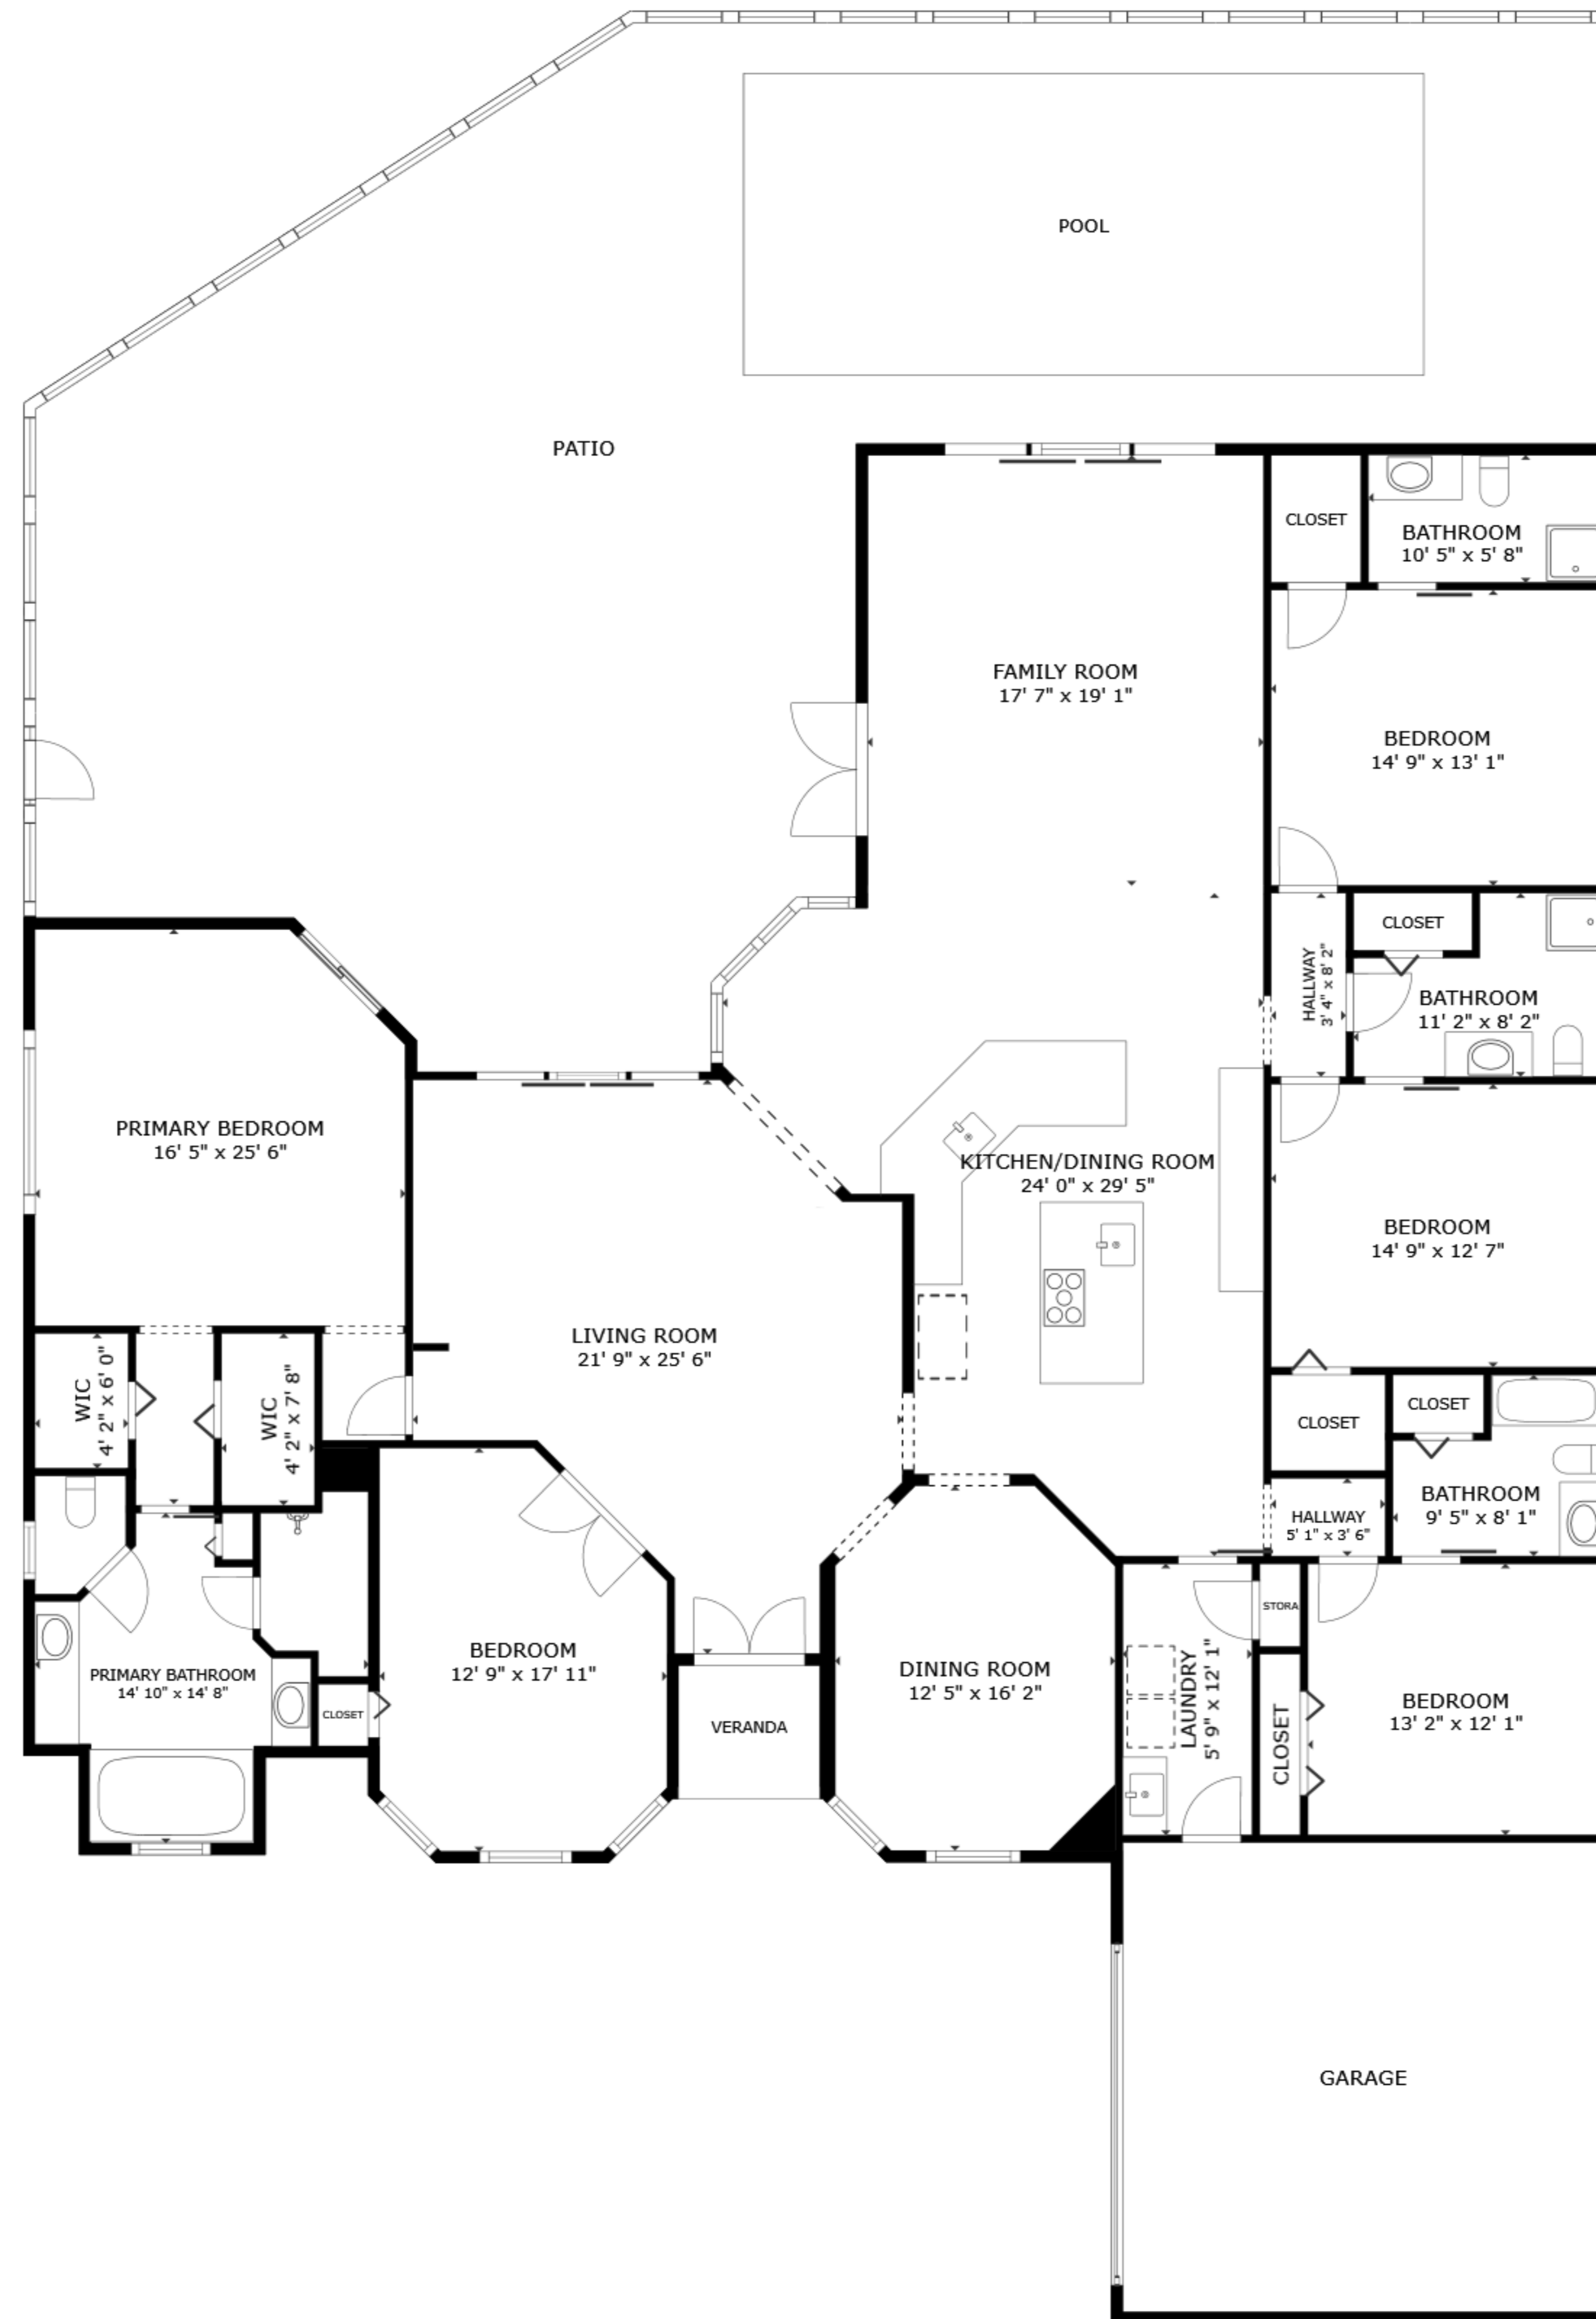 POOL
PATIO
CLOSET
BATHROOM
10' 5" x 5' 8"
FAMILY ROOM
17' 7" x 19' 1"
BEDROOM
14' 9" x 13' 1"
CLOSET
HALLWAY
3' 4" x 8' 2"
BATHROOM
11' 2" x 8' 2"
PRIMARY BEDROOM
16' 5" x 25' 6"
KITCHEN/DINING ROOM
24' 0" x 29' 5"
BEDROOM
14' 9" x 12' 7"
LIVING ROOM
21' 9" x 25' 6"
WIC
4' 2" x 6' 0"
WIC
4' 2" x 7' 8"
CLOSET
CLOSET
BATHROOM
9' 5" x 8' 1"
HALLWAY
5' 1" x 3' 6"
STORA
BEDROOM
12' 9" x 17' 11"
PRIMARY BATHROOM
14' 10" x 14' 8"
CLOSET
VERANDA
DINING ROOM
12' 5" x 16' 2"
LAUNDRY
5' 9" x 12' 1"
CLOSET
BEDROOM
13' 2" x 12' 1"
GARAGE